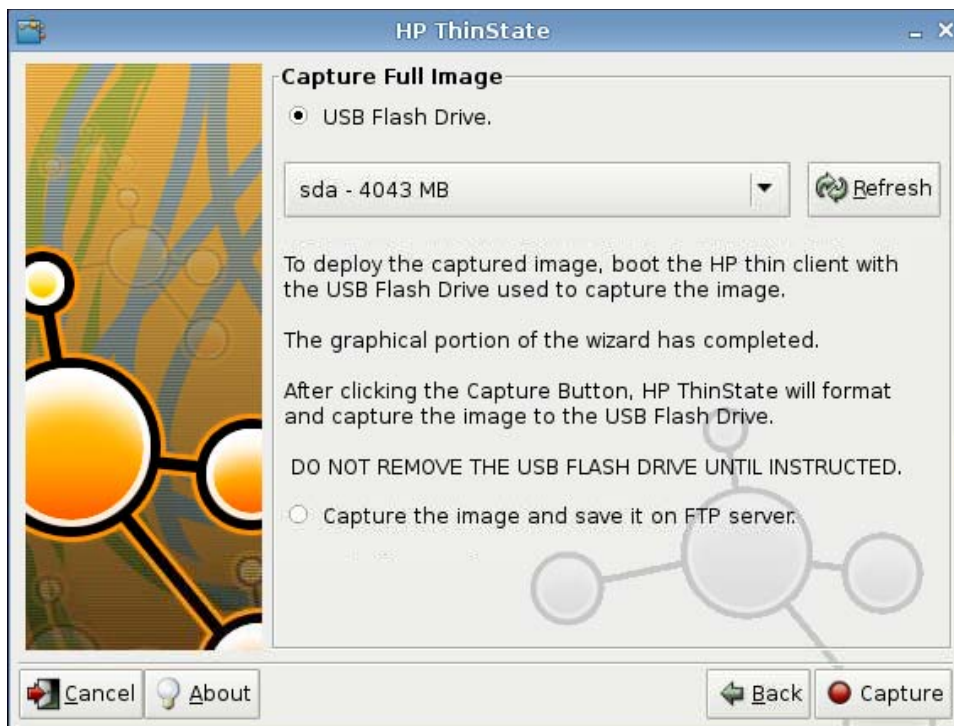 HP ThinState
Capture Full Image
USB Flash Drive.
sda - 4043 MB
Refresh
To deploy the captured image, boot the HP thin client with
the USB Flash Drive used to capture the image.
The graphical portion of the wizard has completed.
After clicking the Capture Button, HP ThinState will format
and capture the image to the USB Flash Drive.
DO NOT REMOVE THE USB FLASH DRIVE UNTIL INSTRUCTED.
Capture the image and save it on FTP server.
Cancel
About
Back
Capture